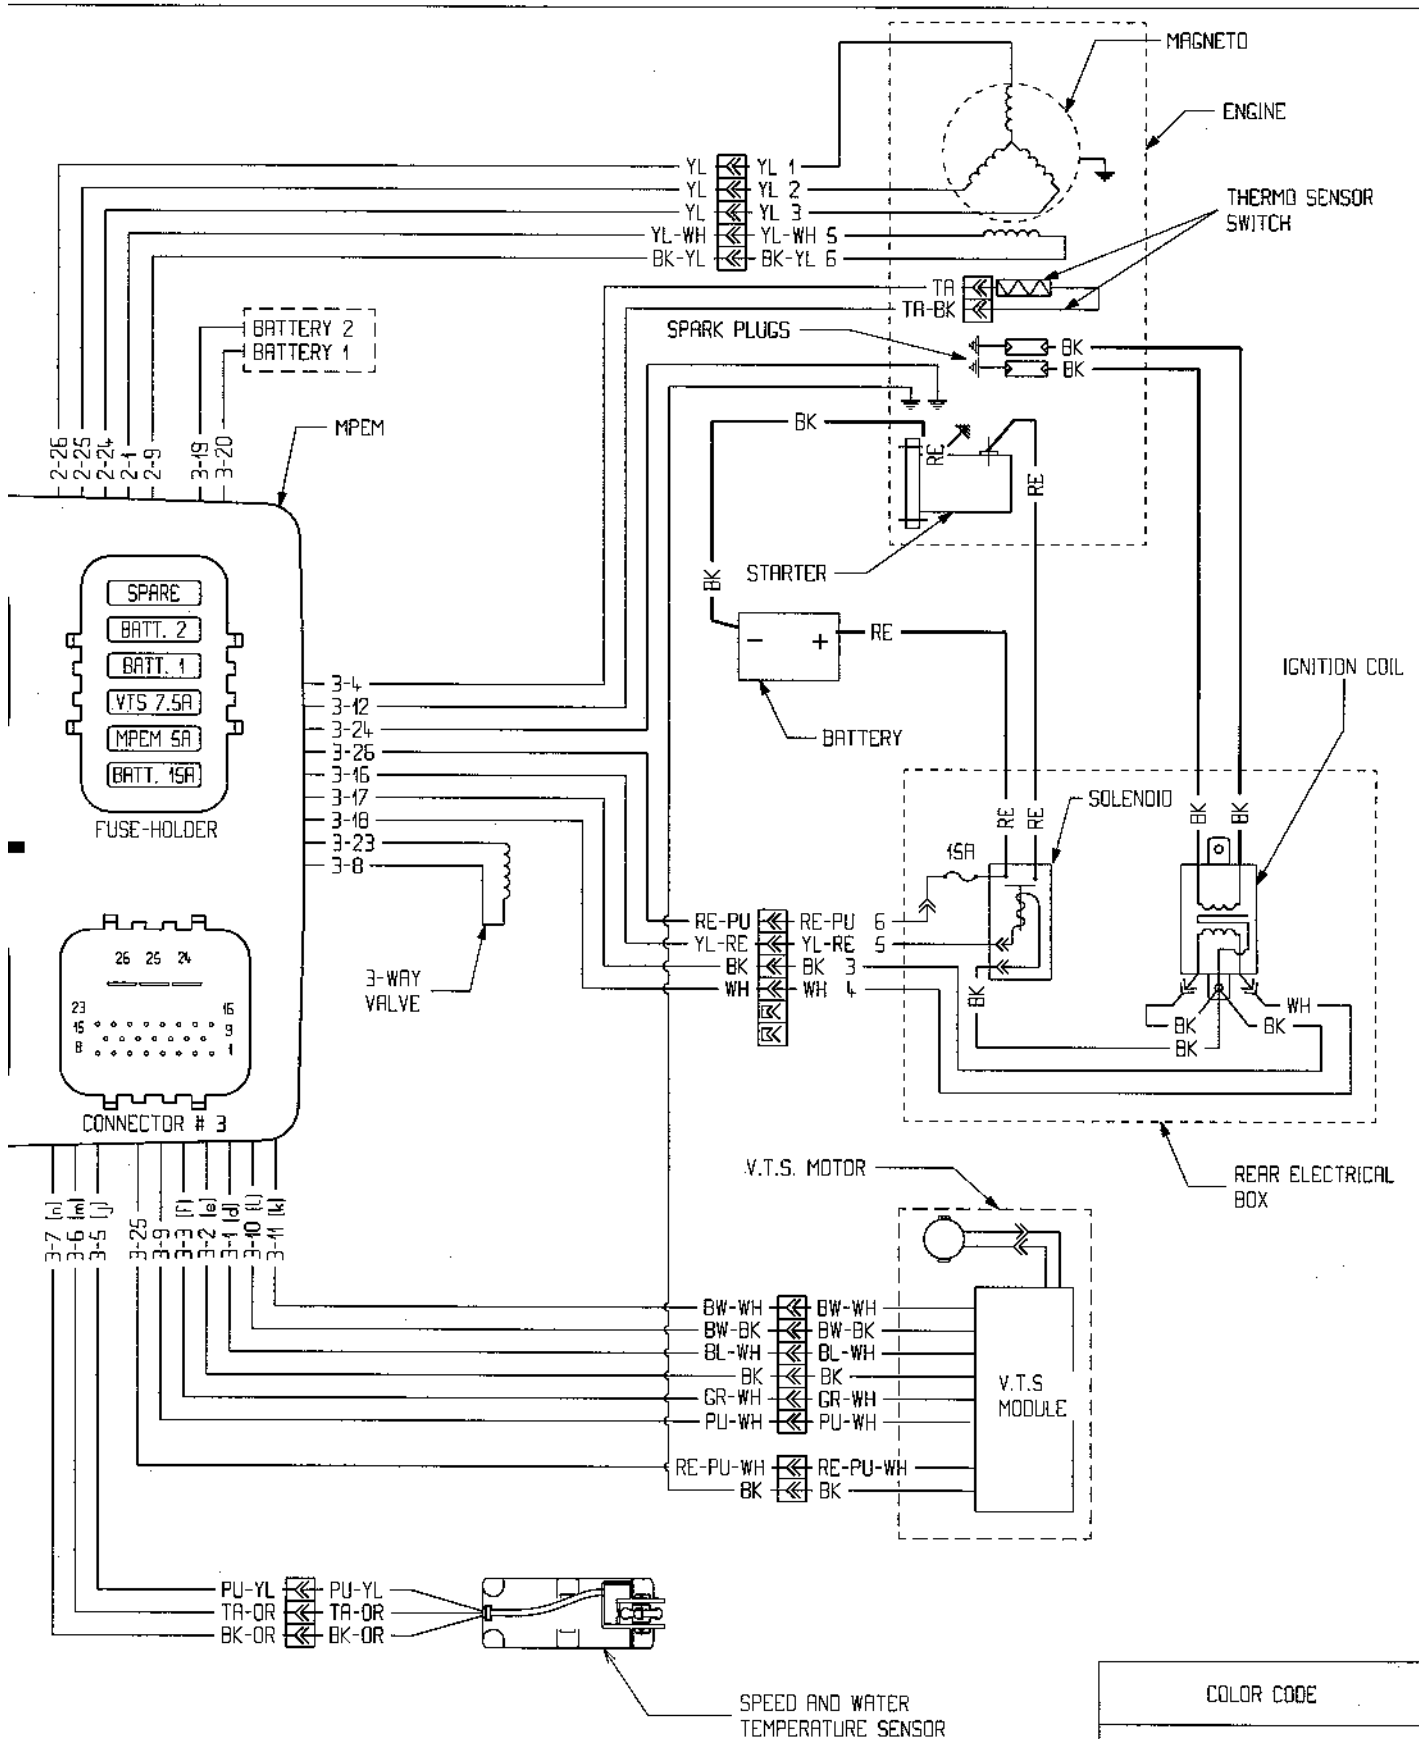 MAGNETO
ENGINE
YL YL 1
YL YL 2
YL YL 3
YL-WH YL-WH 5
BK-YL BK-YL 6
THERMO SENSOR
SWITCH
TA
TA-BK
SPARK PLUGS
BK
BK
BATTERY 2
BATTERY 1
MPEM
2-26
2-25
2-24
2-1
2-9
3-19
3-20
BK
RE
RE
BK
STARTER
- + RE
BATTERY
IGNITION COIL
SPARE
BATT. 2
BATT. 1
VTS 7.5A
MPEM 5A
BATT. 15A
FUSE-HOLDER
3-4
3-12
3-24
3-26
3-16
3-17
3-18
3-23
3-8
3-WAY
VALVE
SOLENOID
RE
RE
BK
BK
15A
RE-PU RE-PU 6
YL-RE YL-RE 5
BK BK 3
WH WH 4
BK
BK
BK
BK
WH
REAR ELECTRICAL
BOX
26 25 24
23 16
15 9
8 1
CONNECTOR # 3
3-7 (n)
3-6 (m)
3-5 (j)
3-25
3-9
3-3 (f)
3-2 (e)
3-1 (d)
3-10 (l)
3-11 (k)
V.T.S. MOTOR
BW-WH BW-WH
BW-BK BW-BK
BL-WH BL-WH
BK BK
GR-WH GR-WH
PU-WH PU-WH
RE-PU-WH RE-PU-WH
BK BK
V.T.S
MODULE
PU-YL PU-YL
TA-OR TA-OR
BK-OR BK-OR
SPEED AND WATER
TEMPERATURE SENSOR
COLOR CODE